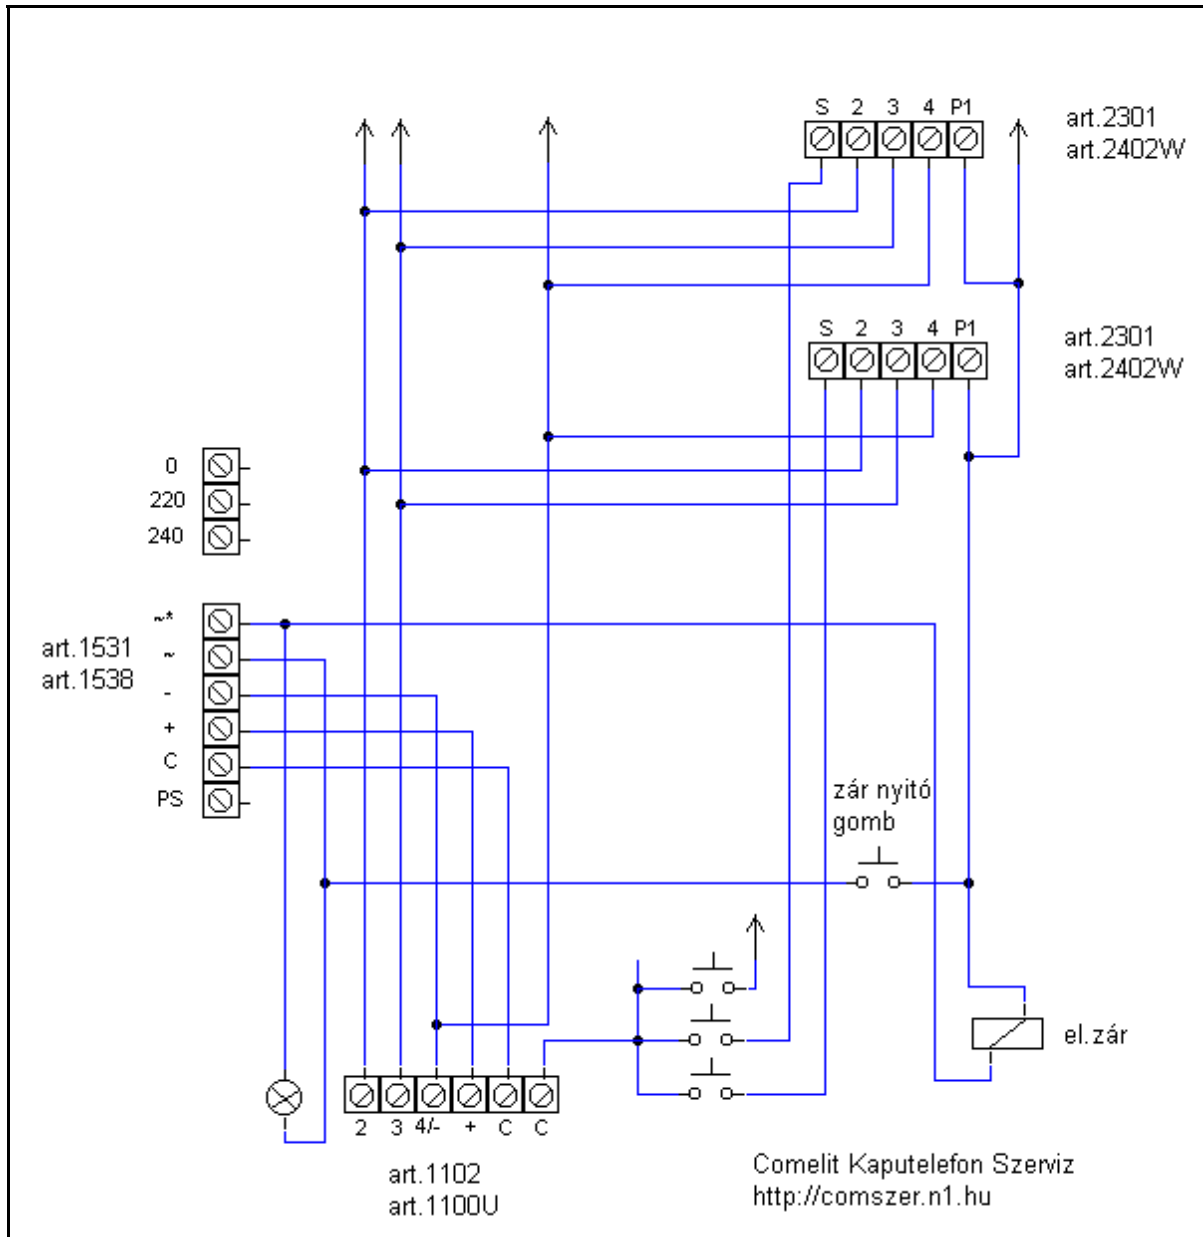 S 2 3 4 P1
art.2301
art.2402W
S 2 3 4 P1
art.2301
art.2402W
0
220
240
~*
art.1531
art.1538
~
-
+
C
PS
zár nyitó
gomb
el.zár
2 3 4/- + C C
art.1102
art.1100U
Comelit Kaputelefon Szerviz
http://comszer.n1.hu